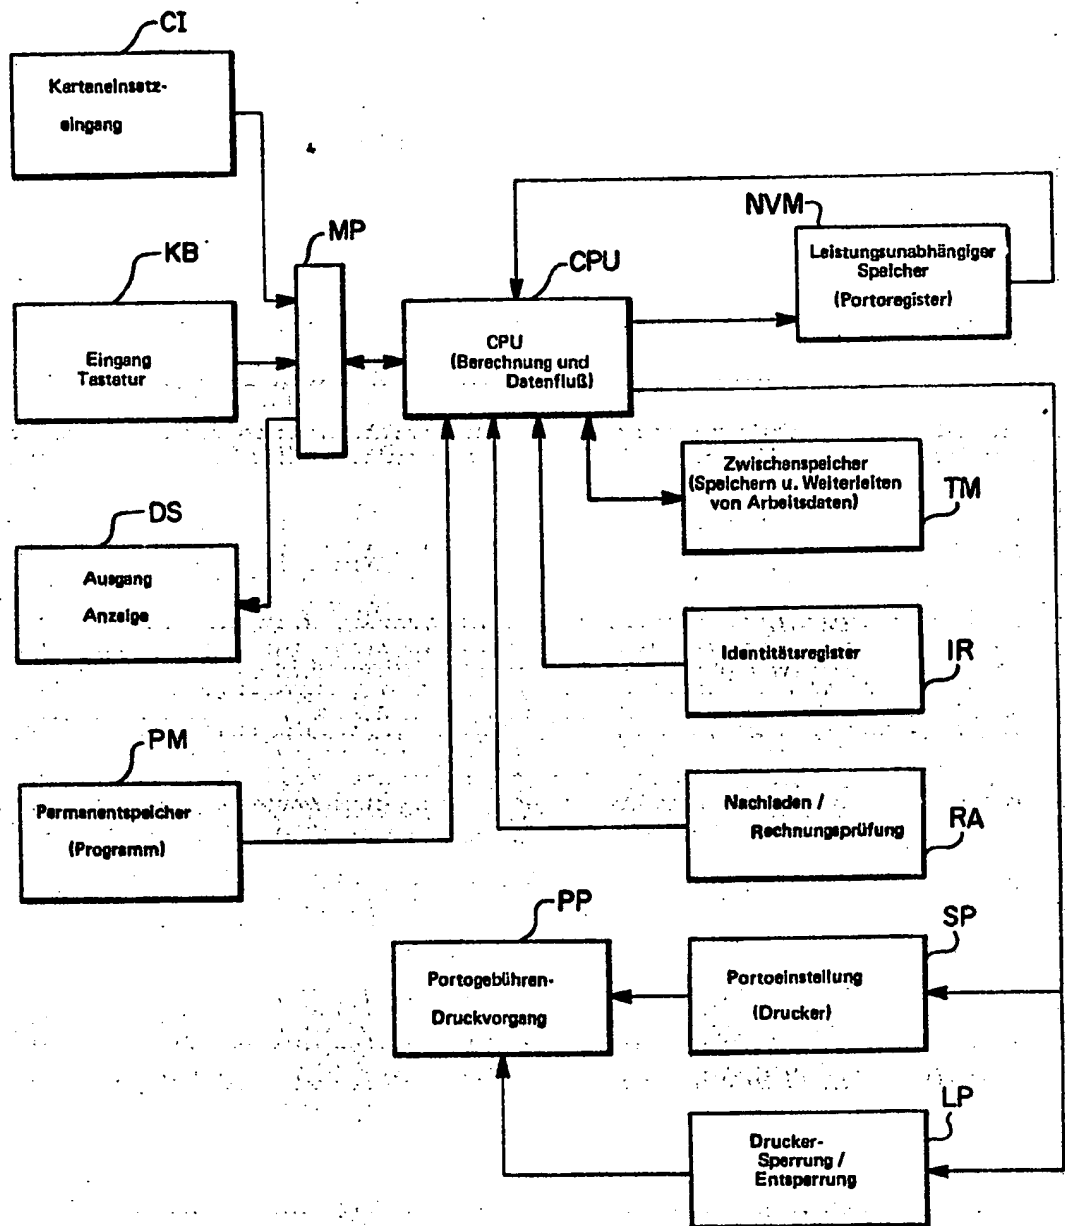 CI
Karteneinsatz-
eingang
KB
Eingang
Tastatur
MP
DS
Ausgang
Anzeige
PM
Permanentspeicher
(Programm)
CPU
CPU
(Berechnung und
Datenfluß)
NVM
Leistungsunabhängiger
Speicher
(Portoregister)
Zwischenspeicher
(Speichern u. Weiterleiten
von Arbeitsdaten)
TM
Identitätsregister
IR
Nachladen /
Rechnungsprüfung
RA
PP
Portogebühren-
Druckvorgang
SP
Portoeinstellung
(Drucker)
LP
Drucker-
Sperrung /
Entsperrung